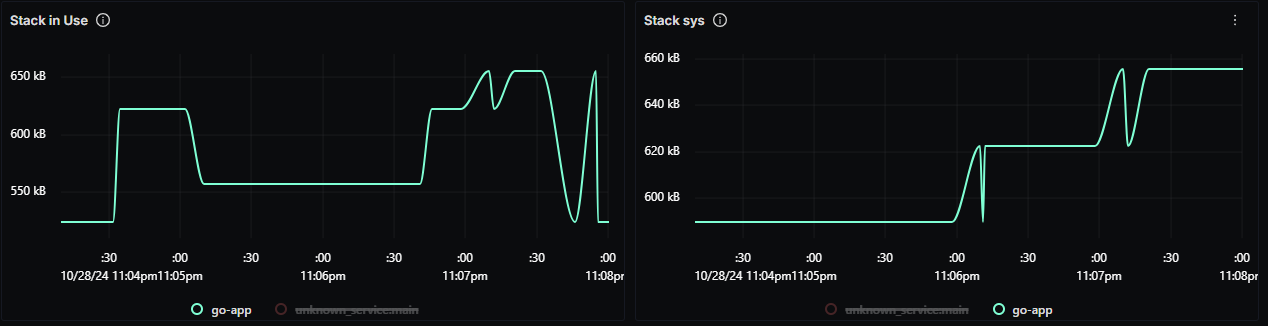 Stack in Use
650 kB
600 kB
550 kB
:30 :00 :30 :00 :30 :00 :30 :00
10/28/24 11:04pm 11:05pm 11:06pm 11:07pm 11:08pm
go-app unknown_service:main
Stack sys
660 kB
640 kB
620 kB
600 kB
:30 :00 :30 :00 :30 :00 :30 :00
10/28/24 11:04pm 11:05pm 11:06pm 11:07pm 11:08pm
unknown_service:main go-app